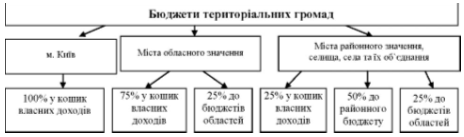 Бюджети територіальних громад
м. Київ
Міста обласного значення
Міста районного значення,
селища, села та їх об'єднання
100% у кошик
власних доходів
75% у кошик
власних
доходів
25% до
бюджетів
областей
25% у кошик
власних
доходів
50% до
районного
бюджету
25% до
бюджетів
областей